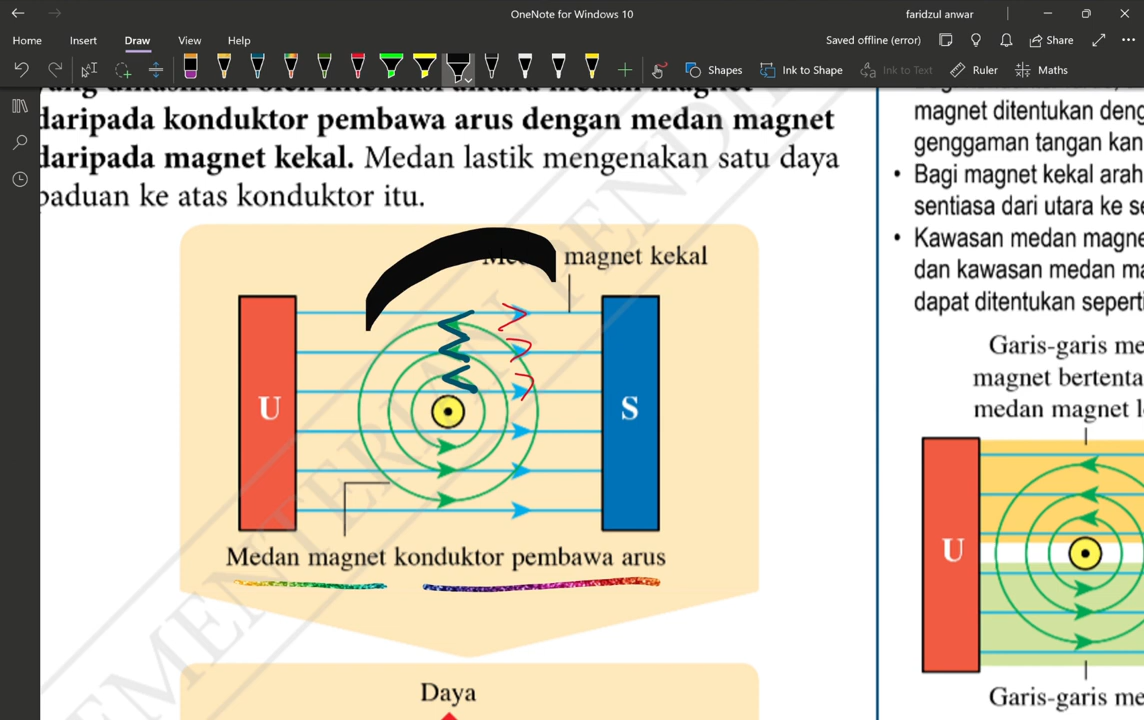 OneNote for Windows 10
faridzul anwar
Home Insert Draw View Help
Saved offline (error)
Share
Shapes
Ink to Shape
Ink to Text
Ruler
Maths
daripada konduktor pembawa arus dengan medan magnet
daripada magnet kekal. Medan lastik mengenakan satu daya
paduan ke atas konduktor itu.
magnet kekal
U
S
Medan magnet konduktor pembawa arus
Daya
magnet ditentukan deng
genggaman tangan kan
• Bagi magnet kekal arah
sentiasa dari utara ke se
• Kawasan medan magne
dan kawasan medan ma
dapat ditentukan seperti
Garis-garis me
magnet bertenta
medan magnet l
U
Garis-garis me